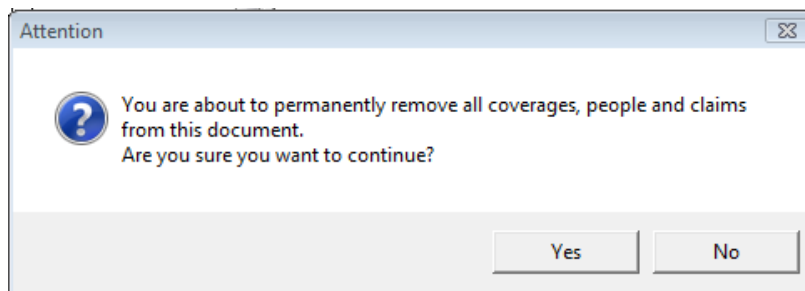 Attention
You are about to permanently remove all coverages, people and claims
from this document.
Are you sure you want to continue?
Yes No